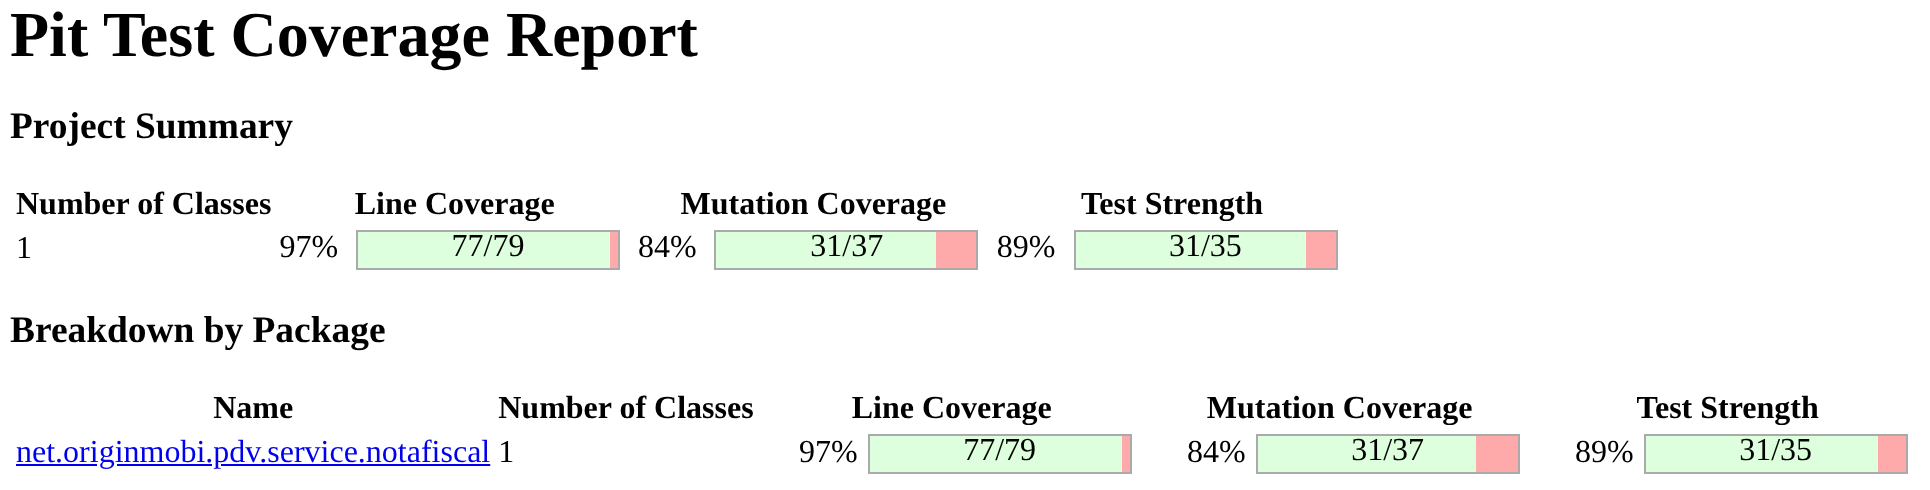 Pit Test Coverage Report
Project Summary
Number of Classes Line Coverage Mutation Coverage Test Strength
1 97% 77/79 84% 31/37 89% 31/35
Breakdown by Package
Name Number of Classes Line Coverage Mutation Coverage Test Strength
net.originmobi.pdv.service.notafiscal 1 97% 77/79 84% 31/37 89% 31/35